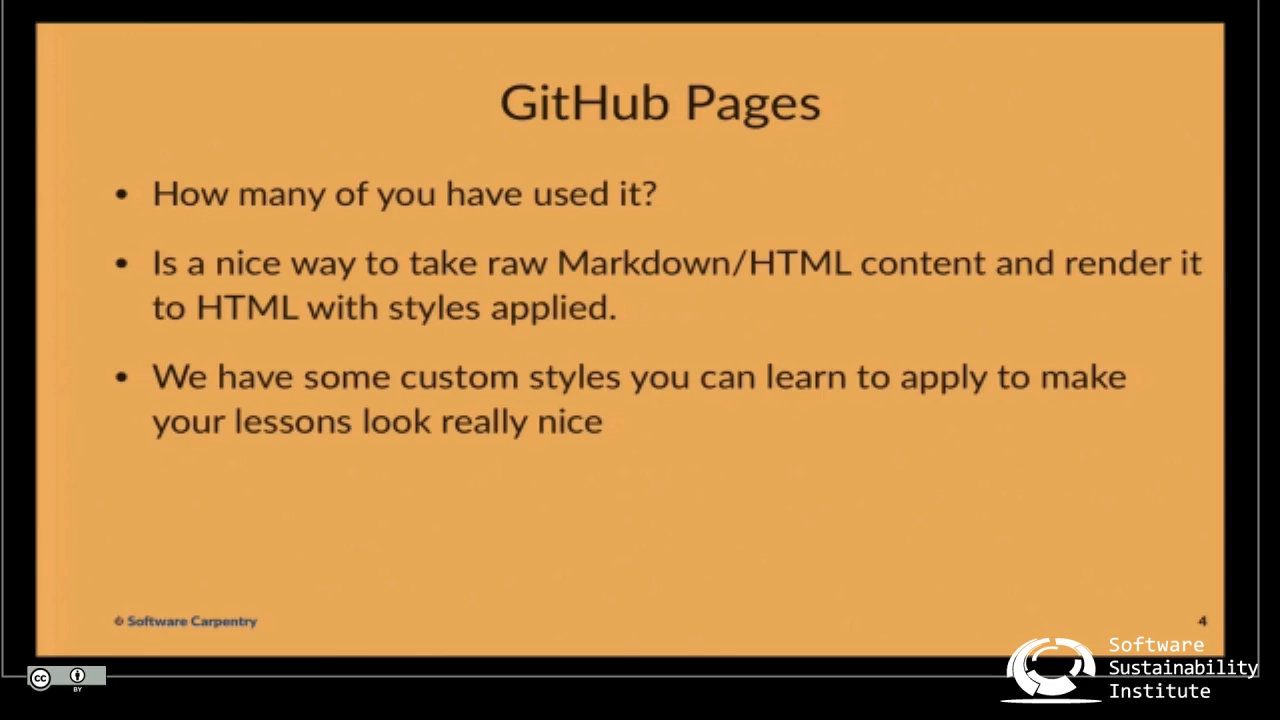 GitHub Pages
• How many of you have used it?
• Is a nice way to take raw Markdown/HTML content and render it
to HTML with styles applied.
• We have some custom styles you can learn to apply to make
your lessons look really nice
© Software Carpentry
4
Software
Sustainability
Institute
cc
BY